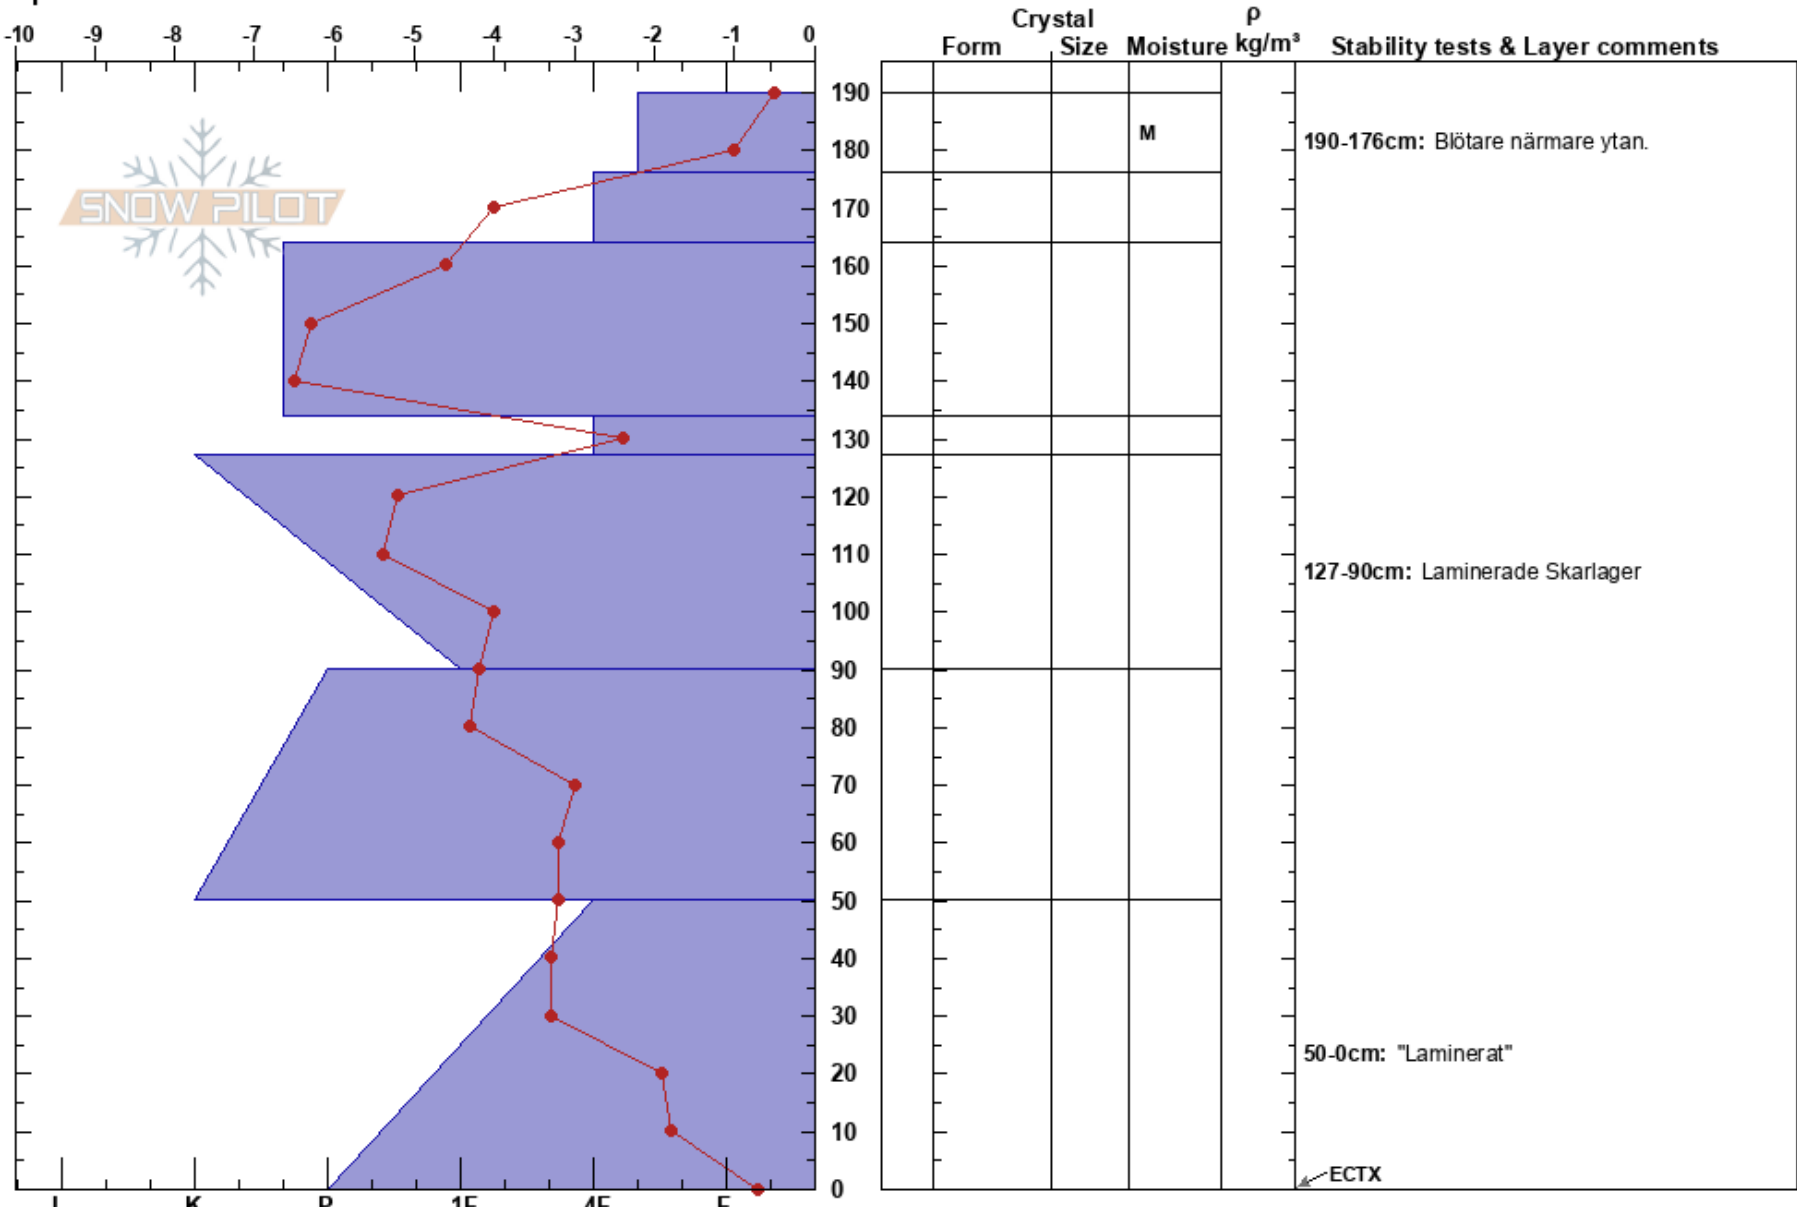 Crystal ρ
-10 -9 -8 -7 -6 -5 -4 -3 -2 -1 0
Form Size Moisture kg/m³ Stability tests & Layer comments
190
M
190-176cm: Blötare närmare ytan.
180
SNOW PILOT
170
160
150
140
130
120
110
127-90cm: Laminerade Skarlager
100
90
80
70
60
50
40
30
50-0cm: "Laminerat"
20
10
ECTX
0
I K P 1F 4F F